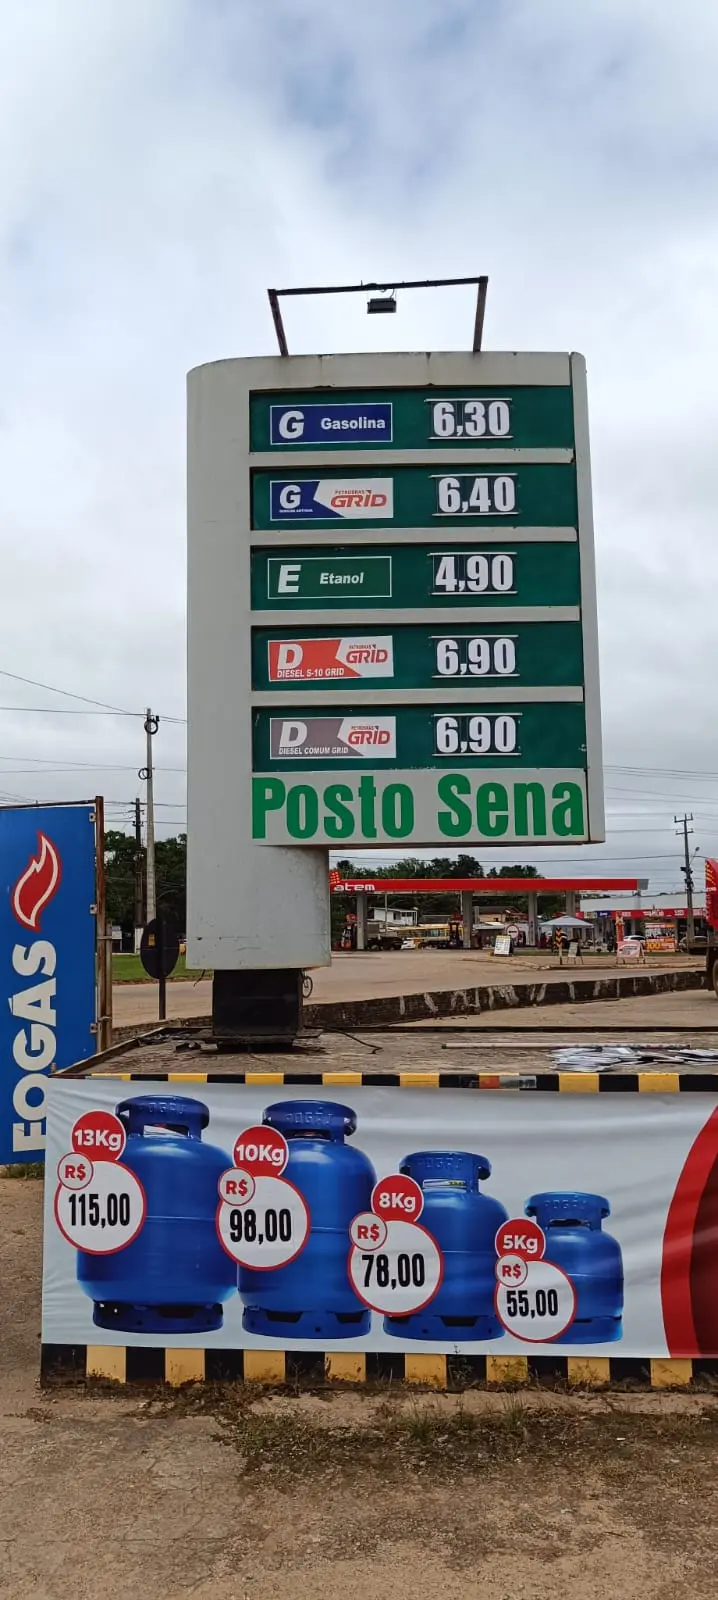 G Gasolina 6,30
G PETROBRAS GRID 6,40
E Etanol 4,90
D PETROBRAS GRID 6,90
DIESEL S-10 GRID
D PETROBRAS GRID 6,90
DIESEL COMUM GRID
Posto Sena
atem
FOGÁS
FOGÁS
13Kg
R$
115,00
10Kg
R$
98,00
8Kg
R$
78,00
5Kg
R$
55,00